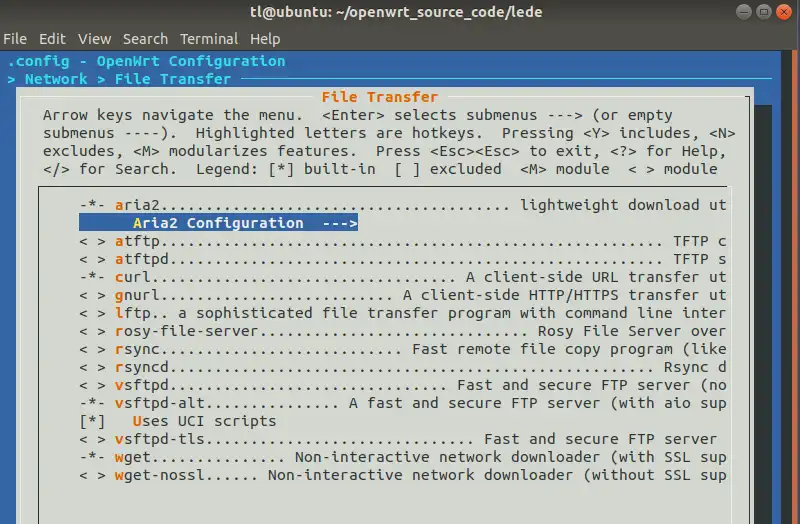 tl@ubuntu: ~/openwrt_source_code/lede
File Edit View Search Terminal Help
.config - OpenWrt Configuration
> Network > File Transfer
File Transfer
Arrow keys navigate the menu. <Enter> selects submenus ---> (or empty
submenus ----). Highlighted letters are hotkeys. Pressing <Y> includes, <N>
excludes, <M> modularizes features. Press <Esc><Esc> to exit, <?> for Help,
</> for Search. Legend: [*] built-in [ ] excluded <M> module < > module
-*- aria2....................................... lightweight download ut
Aria2 Configuration --->
< > atftp........................................................ TFTP c
< > atftpd....................................................... TFTP s
-*- curl.................................. A client-side URL transfer ut
< > gnurl.......................... A client-side HTTP/HTTPS transfer ut
< > lftp.. a sophisticated file transfer program with command line inter
< > rosy-file-server.............................. Rosy File Server over
< > rsync........................... Fast remote file copy program (like
< > rsyncd..................................................... Rsync d
< > vsftpd............................... Fast and secure FTP server (no
-*- vsftpd-alt............... A fast and secure FTP server (with aio sup
[*] Uses UCI scripts
< > vsftpd-tls.............................. Fast and secure FTP server
-*- wget............... Non-interactive network downloader (with SSL sup
< > wget-nossl...... Non-interactive network downloader (without SSL sup